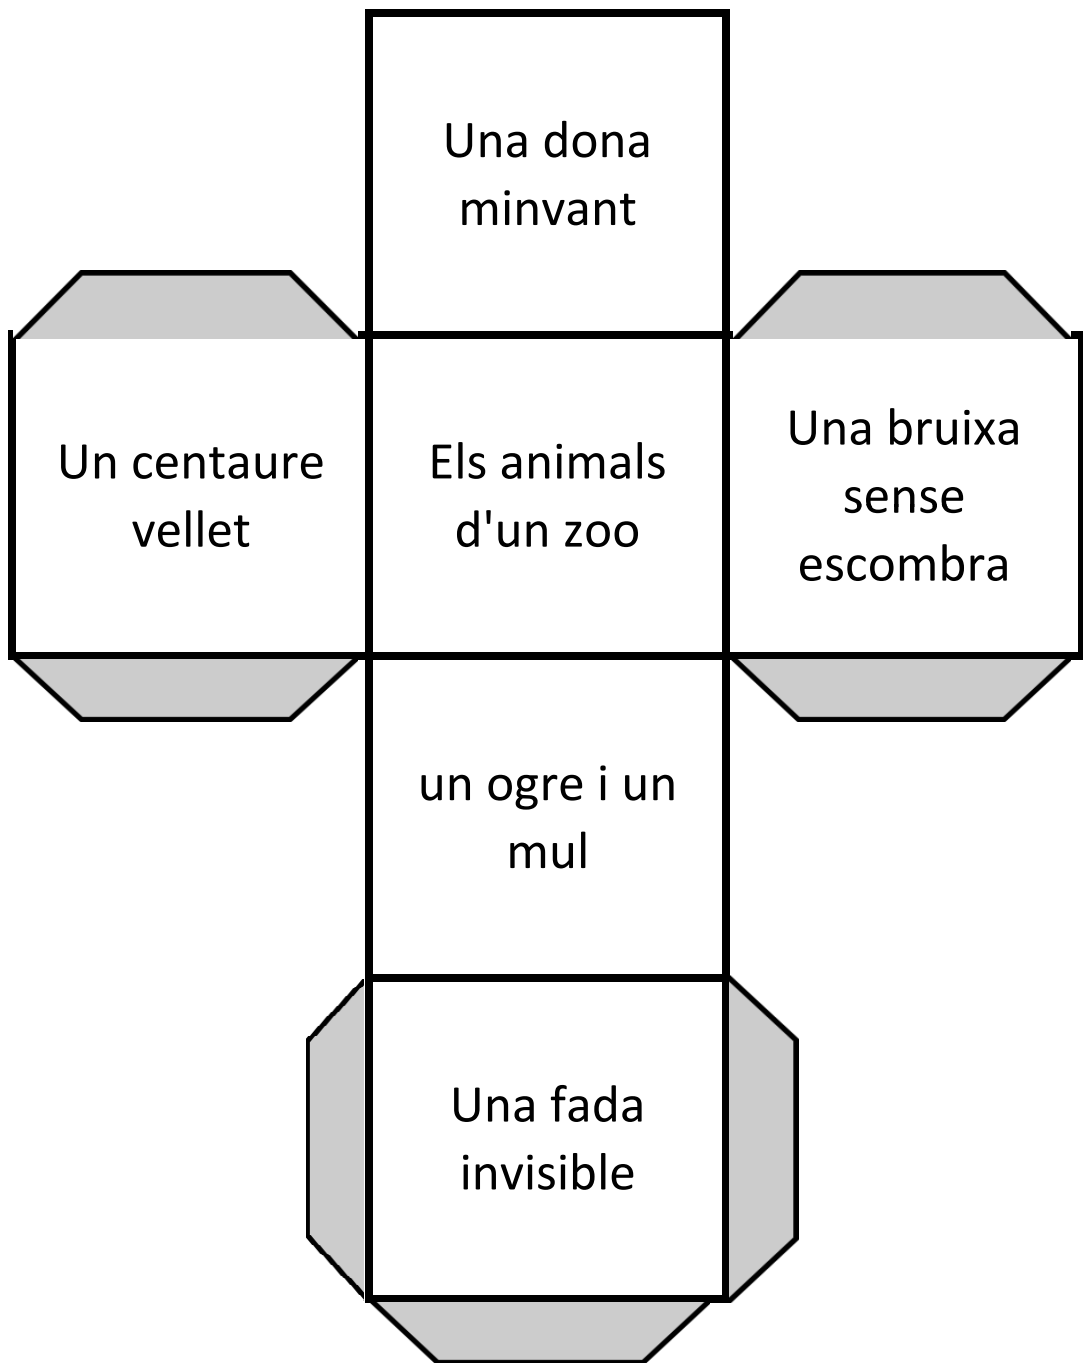 Una dona
minvant
Un centaure
vellet
Els animals
d'un zoo
Una bruixa
sense
escombra
un ogre i un
mul
Una fada
invisible